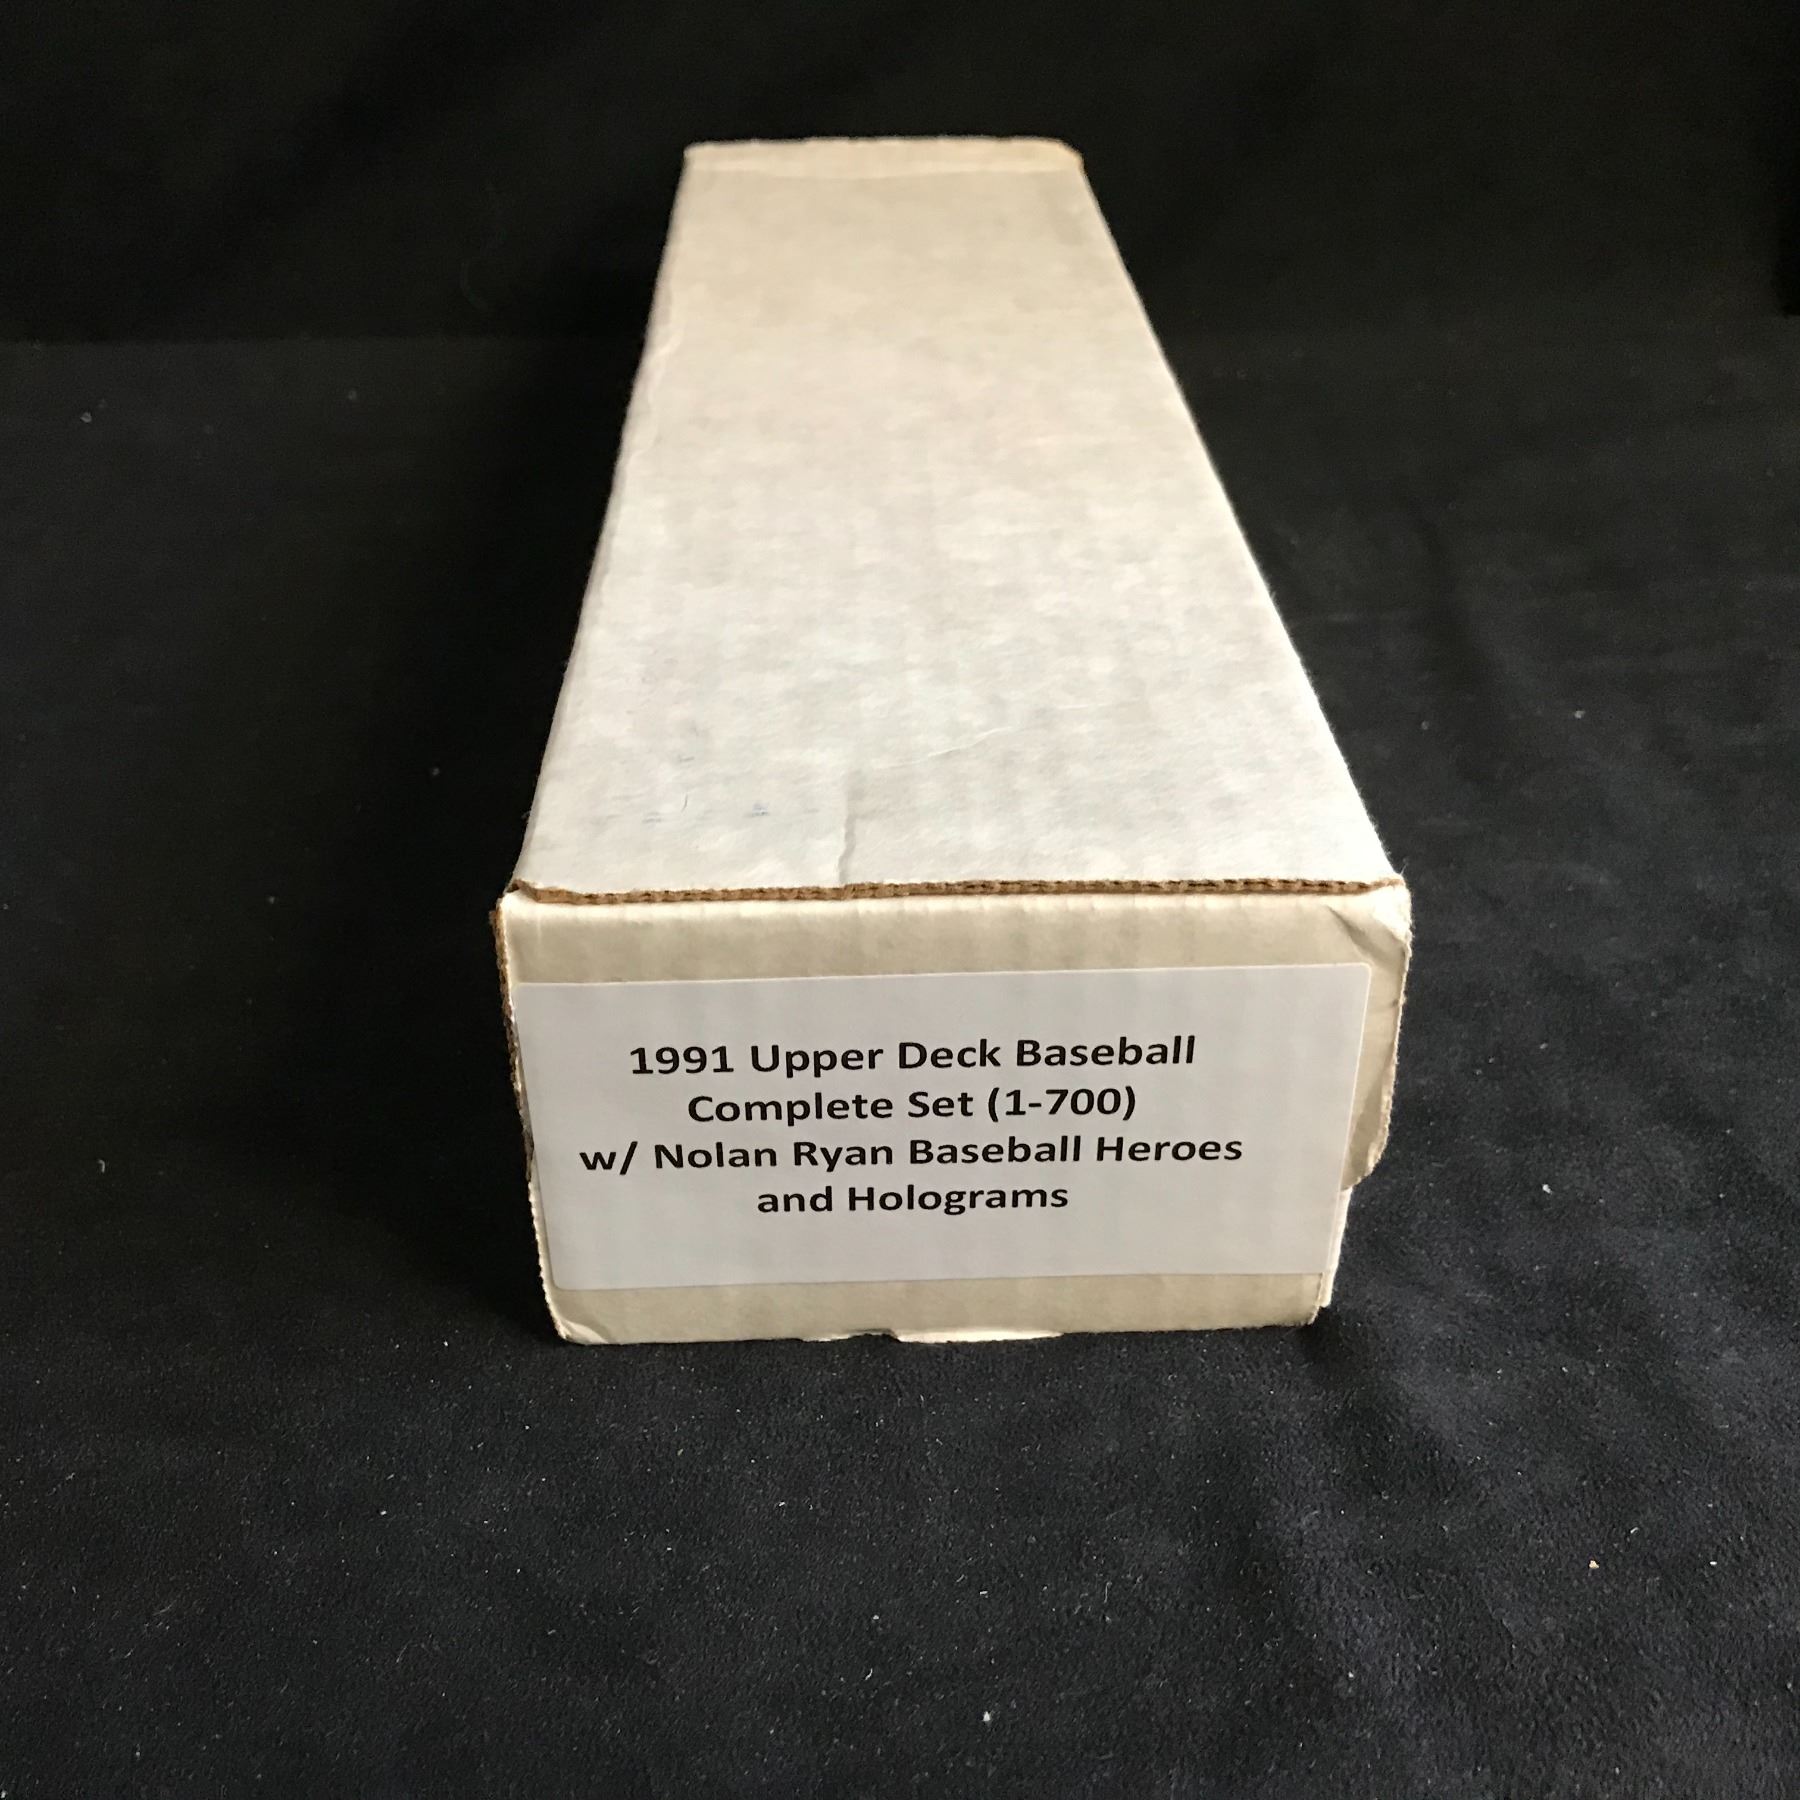 1991 Upper Deck Baseball
Complete Set (1-700)
w/ Nolan Ryan Baseball Heroes
and Holograms